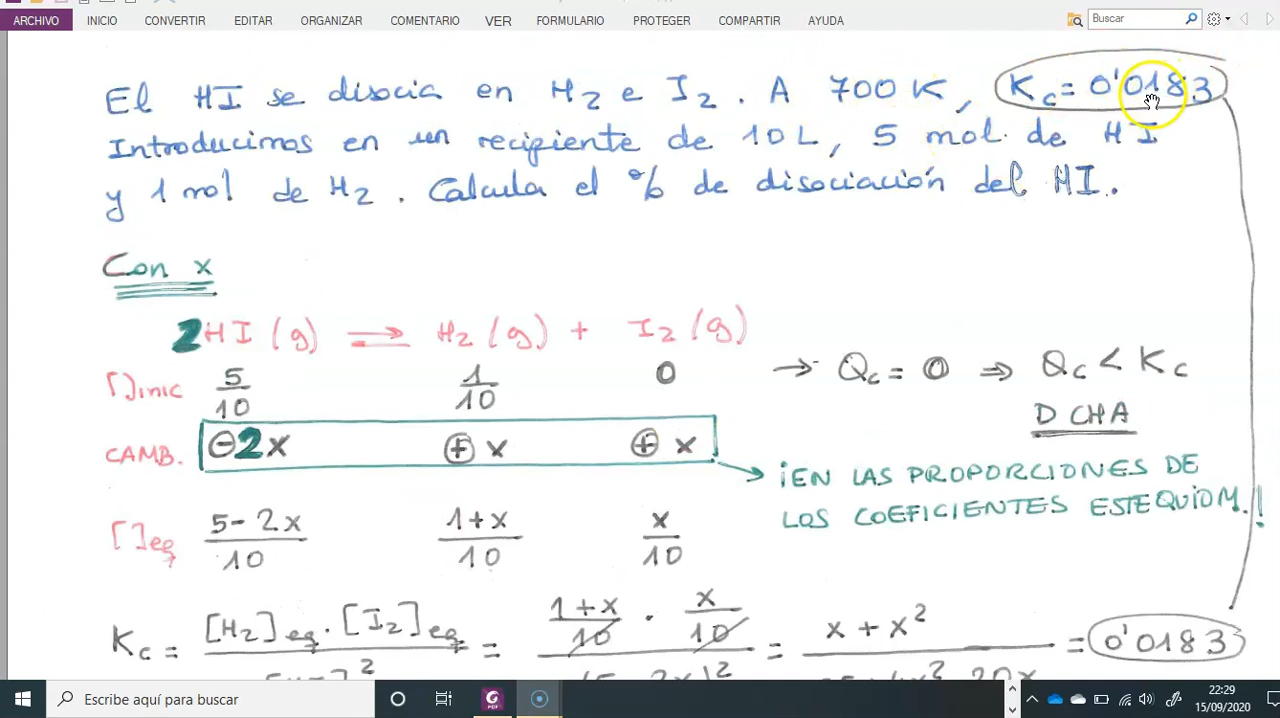 ARCHIVO INICIO CONVERTIR EDITAR ORGANIZAR COMENTARIO VER FORMULARIO PROTEGER COMPARTIR AYUDA Buscar
El HI se disocia en H2 e I2. A 700 K, Kc = 0'0183
Introducimos en un recipiente de 10 L, 5 mol de HI
y 1 mol de H2. Calcula el % de disociación del HI.
Con x
2HI (g) ⇌ H2 (g) + I2 (g)
[ ]inic 5/10 1/10 0 → Qc = 0 ⇒ Qc < Kc
DCHA
CAMB. ⊖2x ⊕ x ⊕ x
¡EN LAS PROPORCIONES DE
LOS COEFICIENTES ESTEQUIOM.!
[ ]eq (5-2x)/10 (1+x)/10 x/10
Kc = [H2]eq · [I2]eq = (1+x)/10 · x/10 = x + x² = 0'0183
Escribe aquí para buscar
22:29
15/09/2020